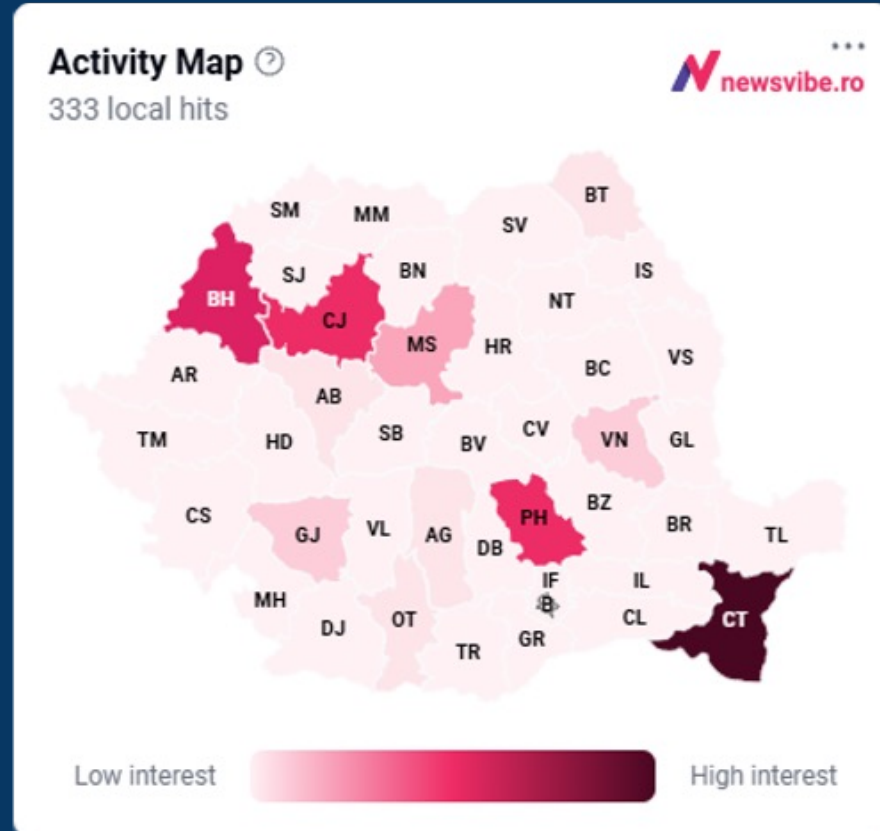 Activity Map ?
333 local hits
newsvibe.ro
BT
SM MM SV
SJ BN IS
BH NT
CJ
MS HR
AR BC VS
AB
TM HD SB BV CV VN GL
CS BZ
GJ VL AG PH BR TL
DB
IF IL
MH B
DJ OT GR CL CT
TR
Low interest High interest